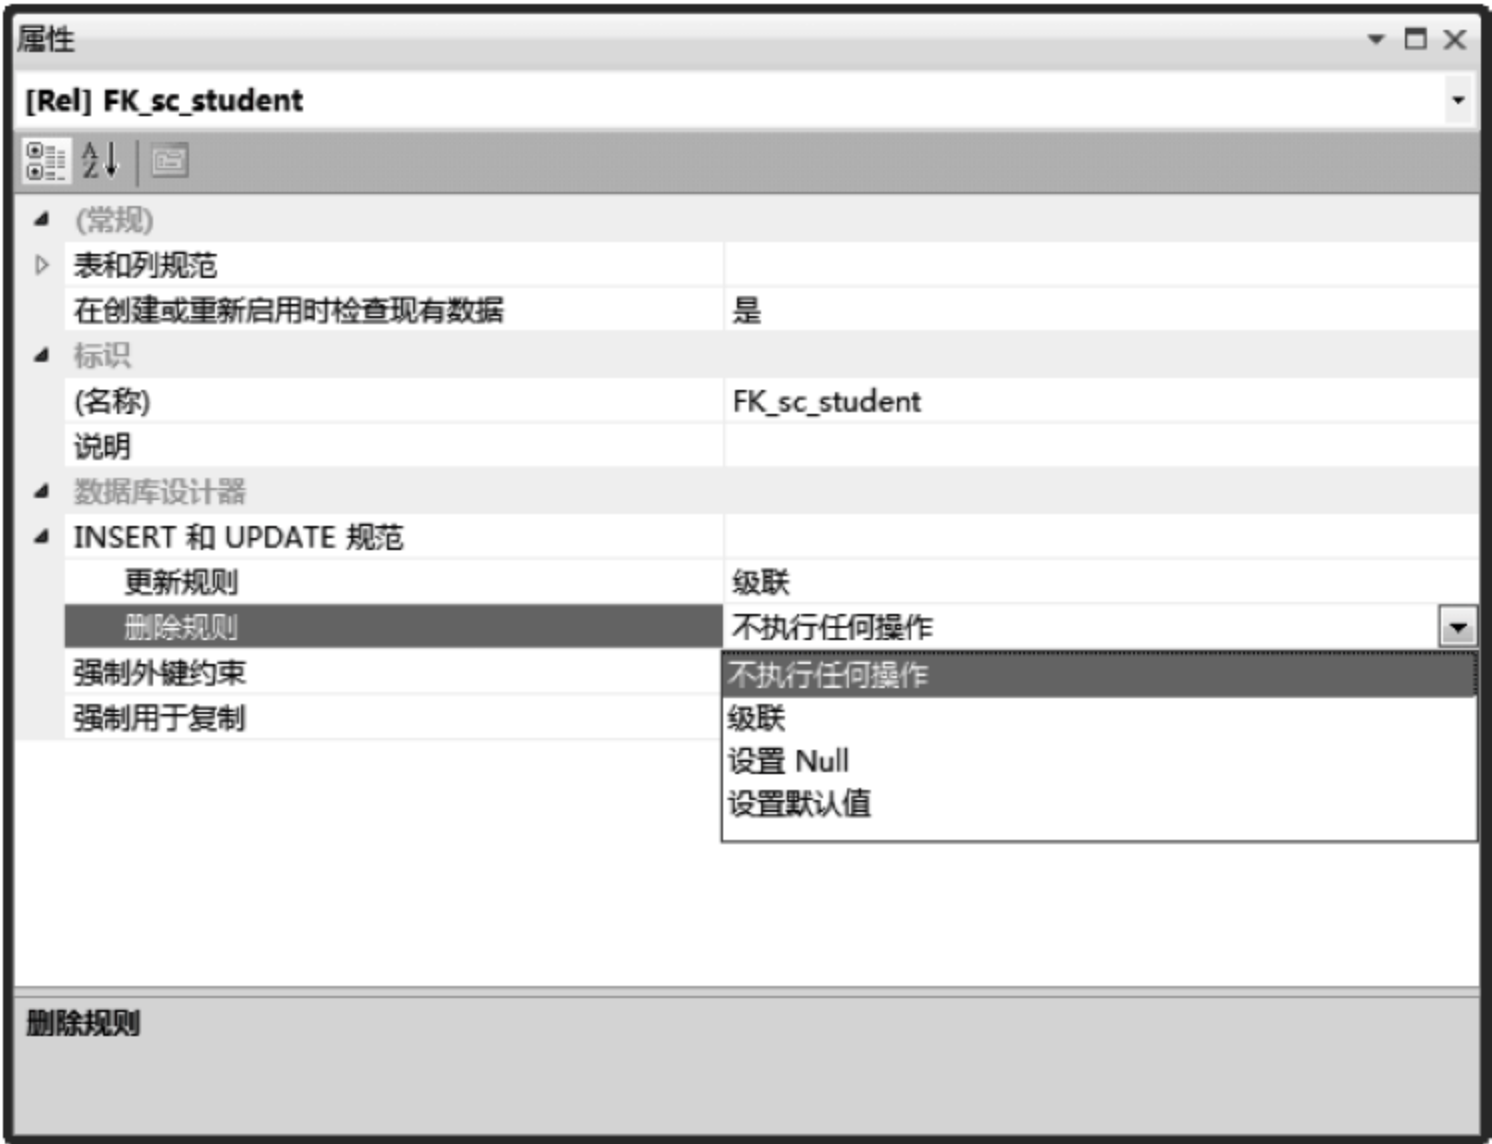 属性
[Rel] FK_sc_student
(常规)
表和列规范
在创建或重新启用时检查现有数据 是
标识
(名称) FK_sc_student
说明
数据库设计器
INSERT 和 UPDATE 规范
更新规则 级联
删除规则 不执行任何操作
强制外键约束 不执行任何操作
强制用于复制 级联
设置 Null
设置默认值
删除规则